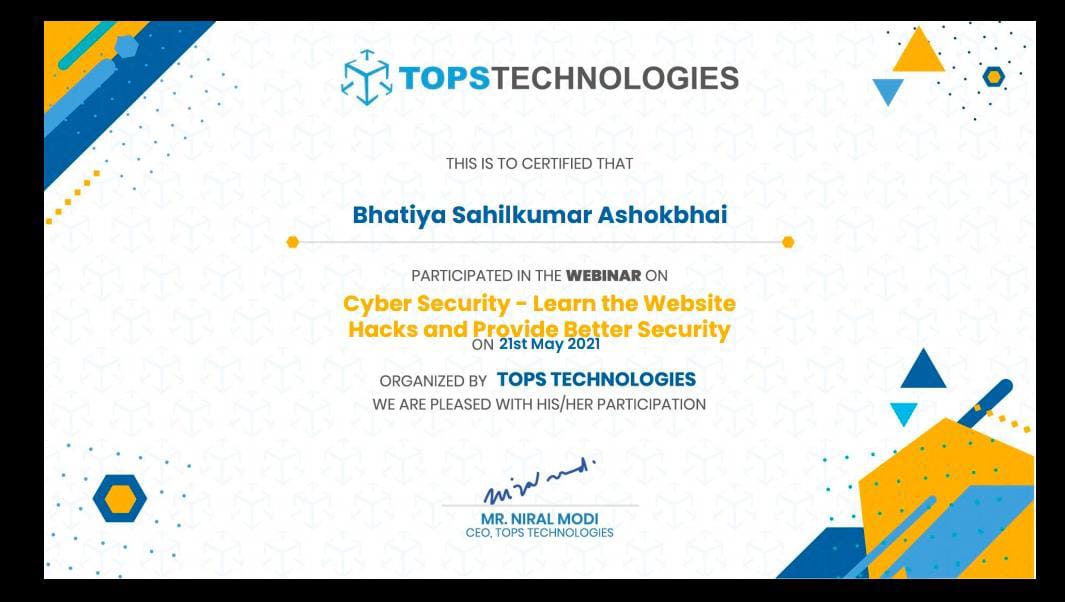 TOPSTECHNOLOGIES
THIS IS TO CERTIFIED THAT
Bhatiya Sahilkumar Ashokbhai
PARTICIPATED IN THE WEBINAR ON
Cyber Security - Learn the Website
Hacks and Provide Better Security
ON 21st May 2021
ORGANIZED BY TOPS TECHNOLOGIES
WE ARE PLEASED WITH HIS/HER PARTICIPATION
MR. NIRAL MODI
CEO, TOPS TECHNOLOGIES